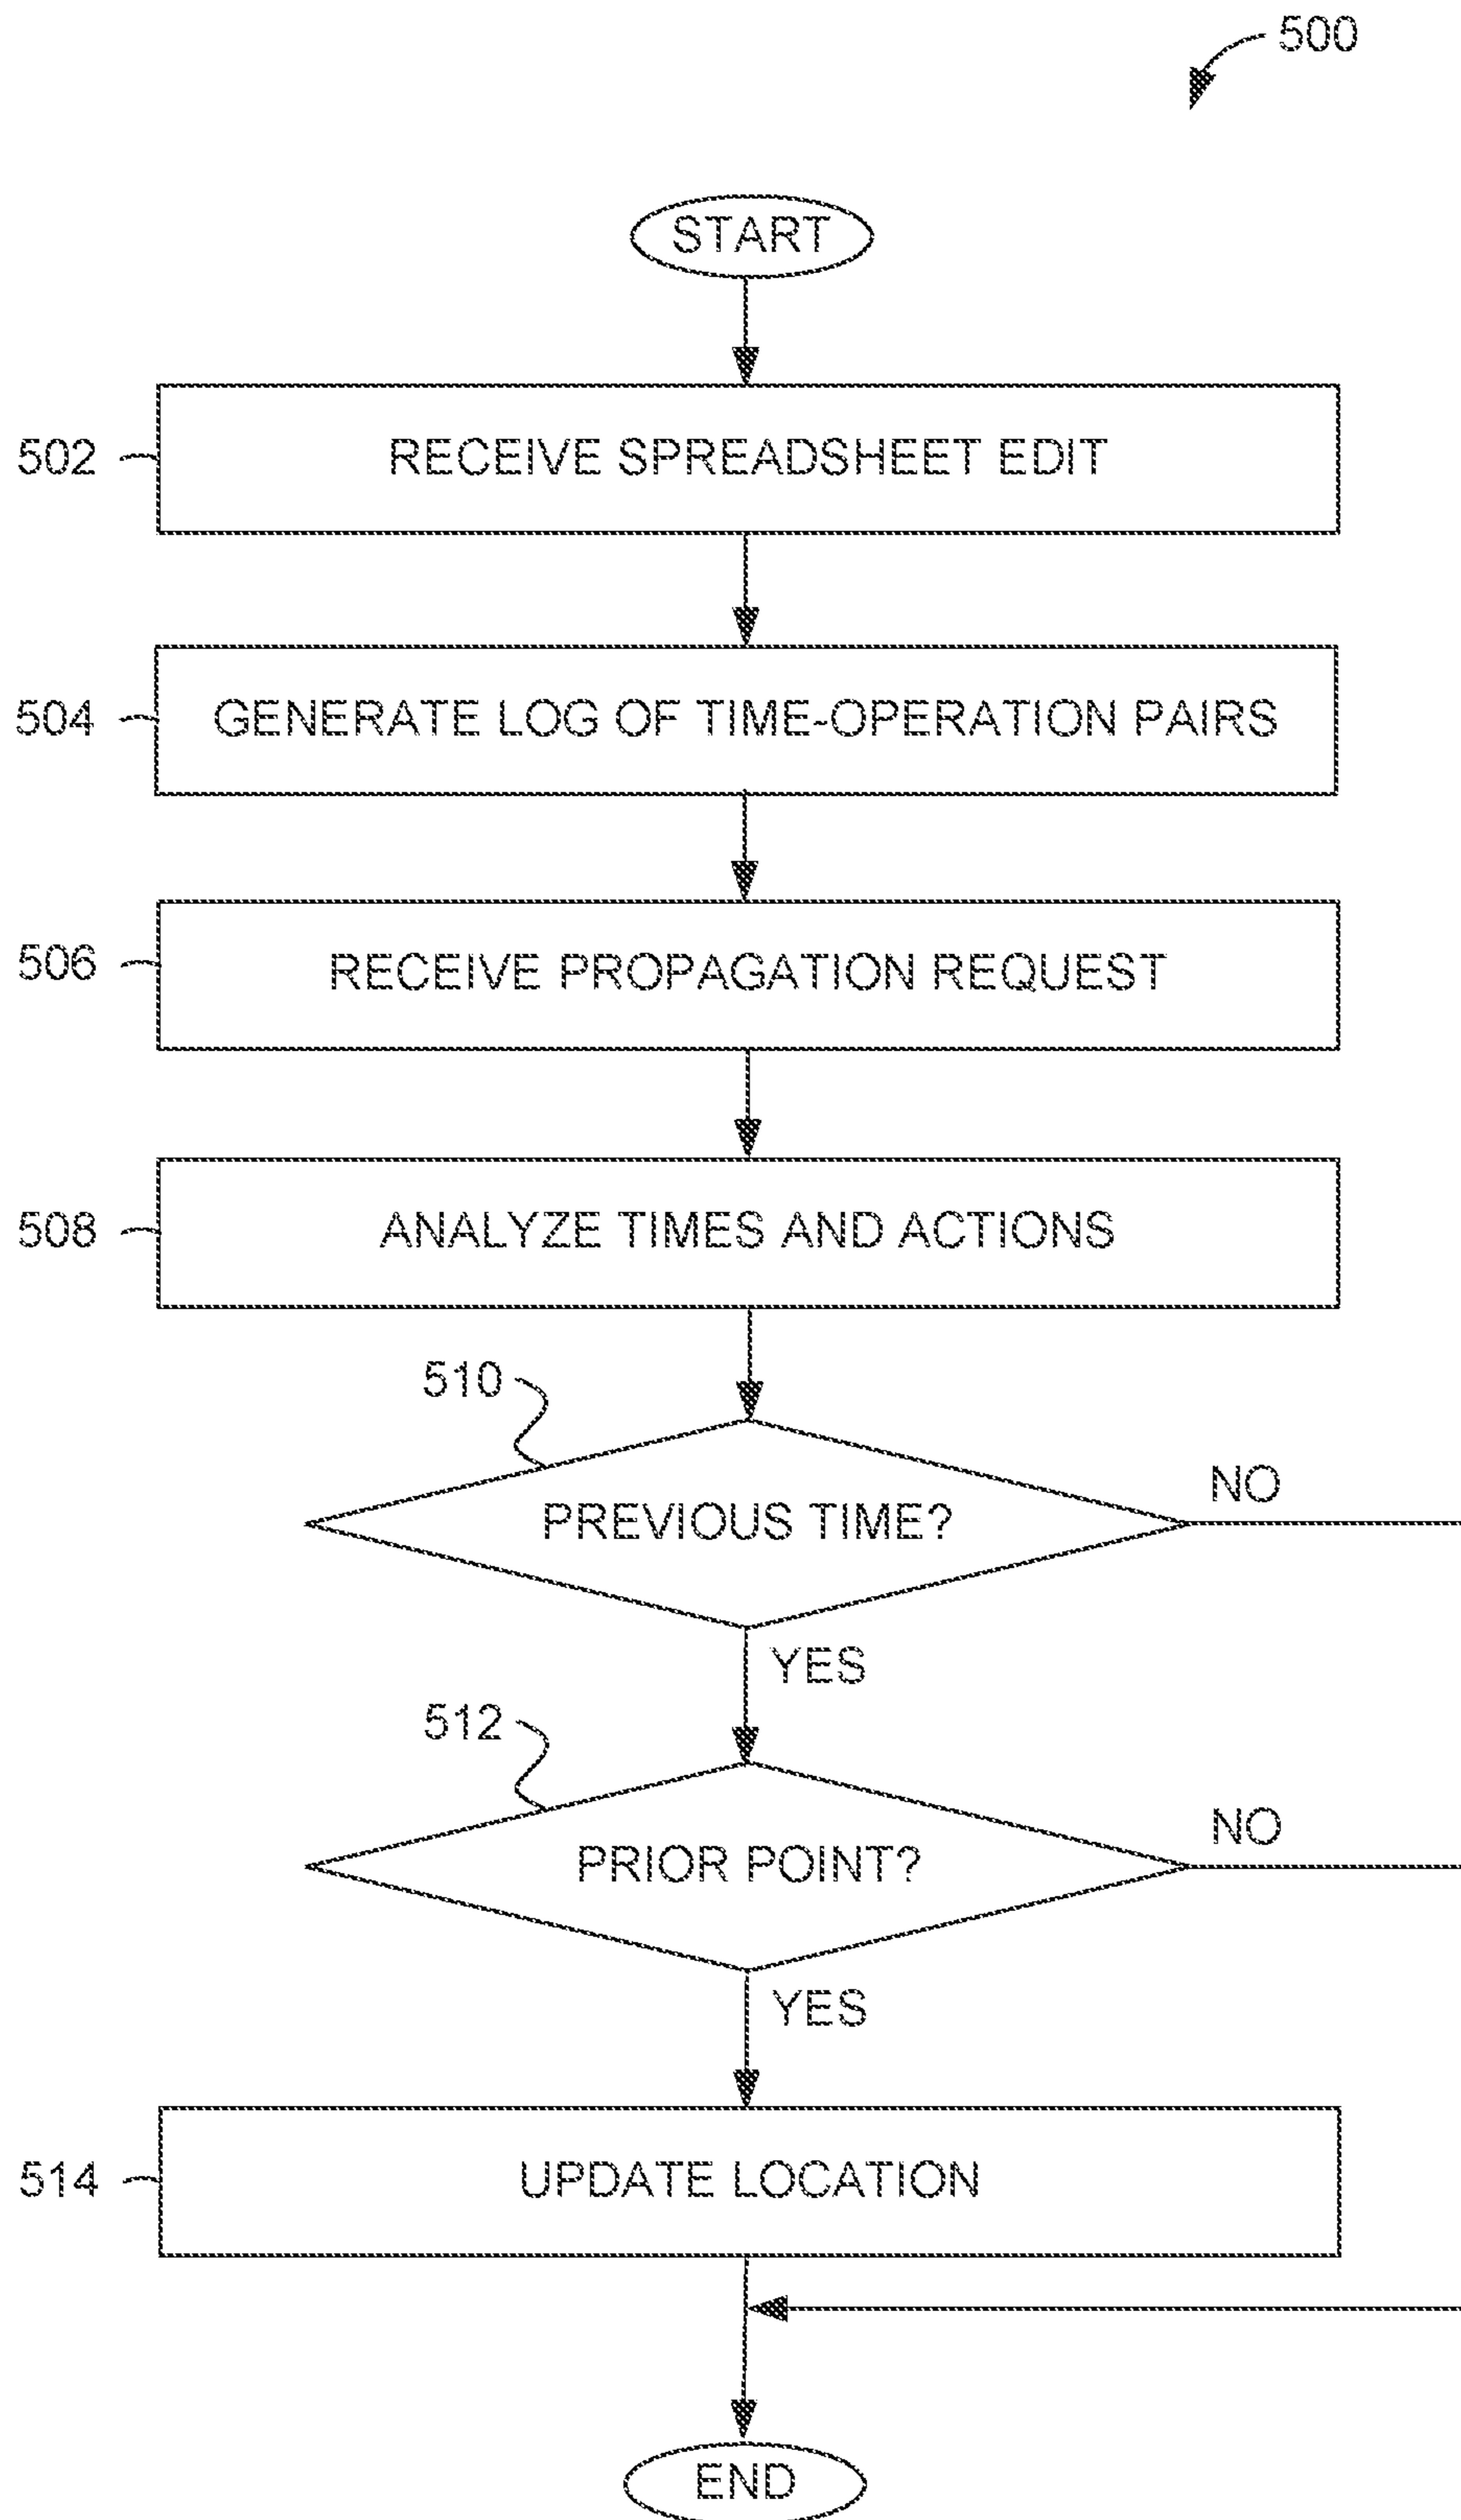 500
START
502 RECEIVE SPREADSHEET EDIT
504 GENERATE LOG OF TIME-OPERATION PAIRS
506 RECEIVE PROPAGATION REQUEST
508 ANALYZE TIMES AND ACTIONS
510
PREVIOUS TIME?
NO
YES
512
PRIOR POINT?
NO
YES
514 UPDATE LOCATION
END